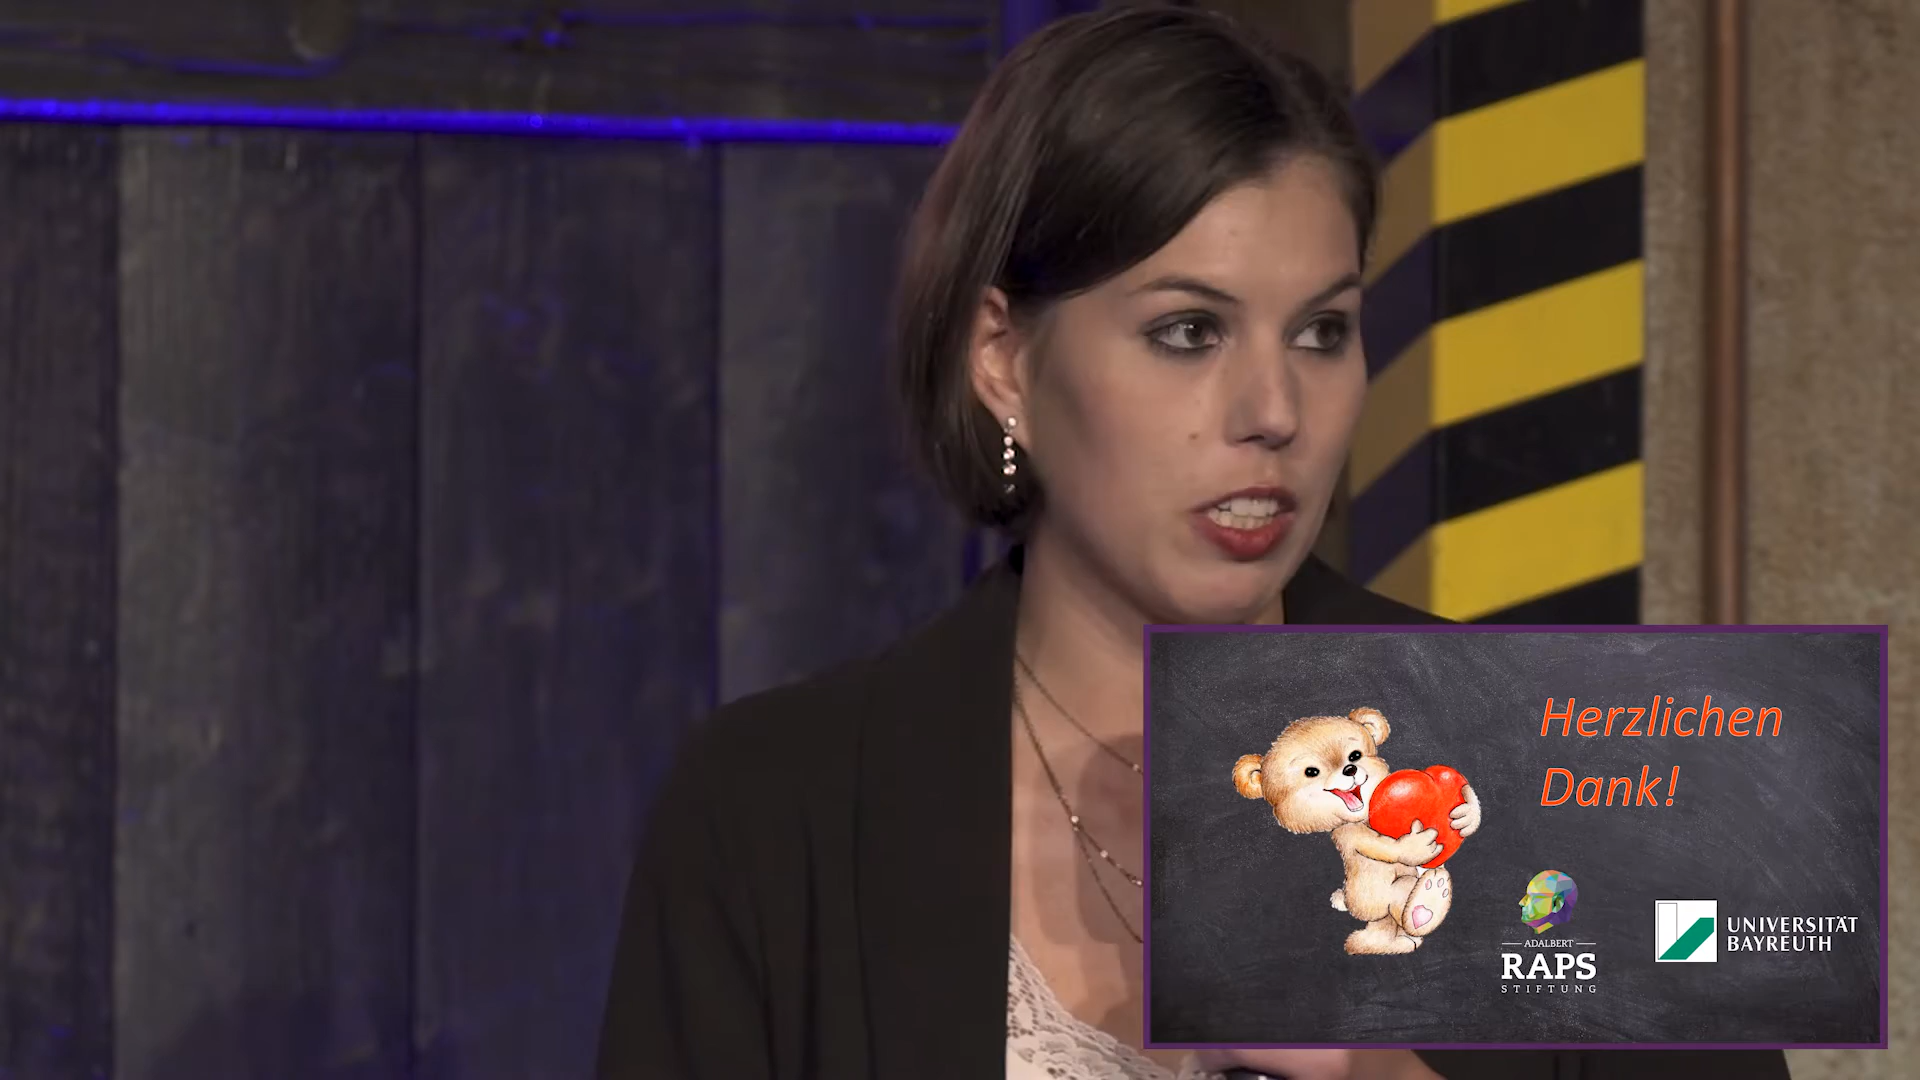 Herzlichen
Dank!
ADALBERT
RAPS
STIFTUNG
UNIVERSITÄT
BAYREUTH